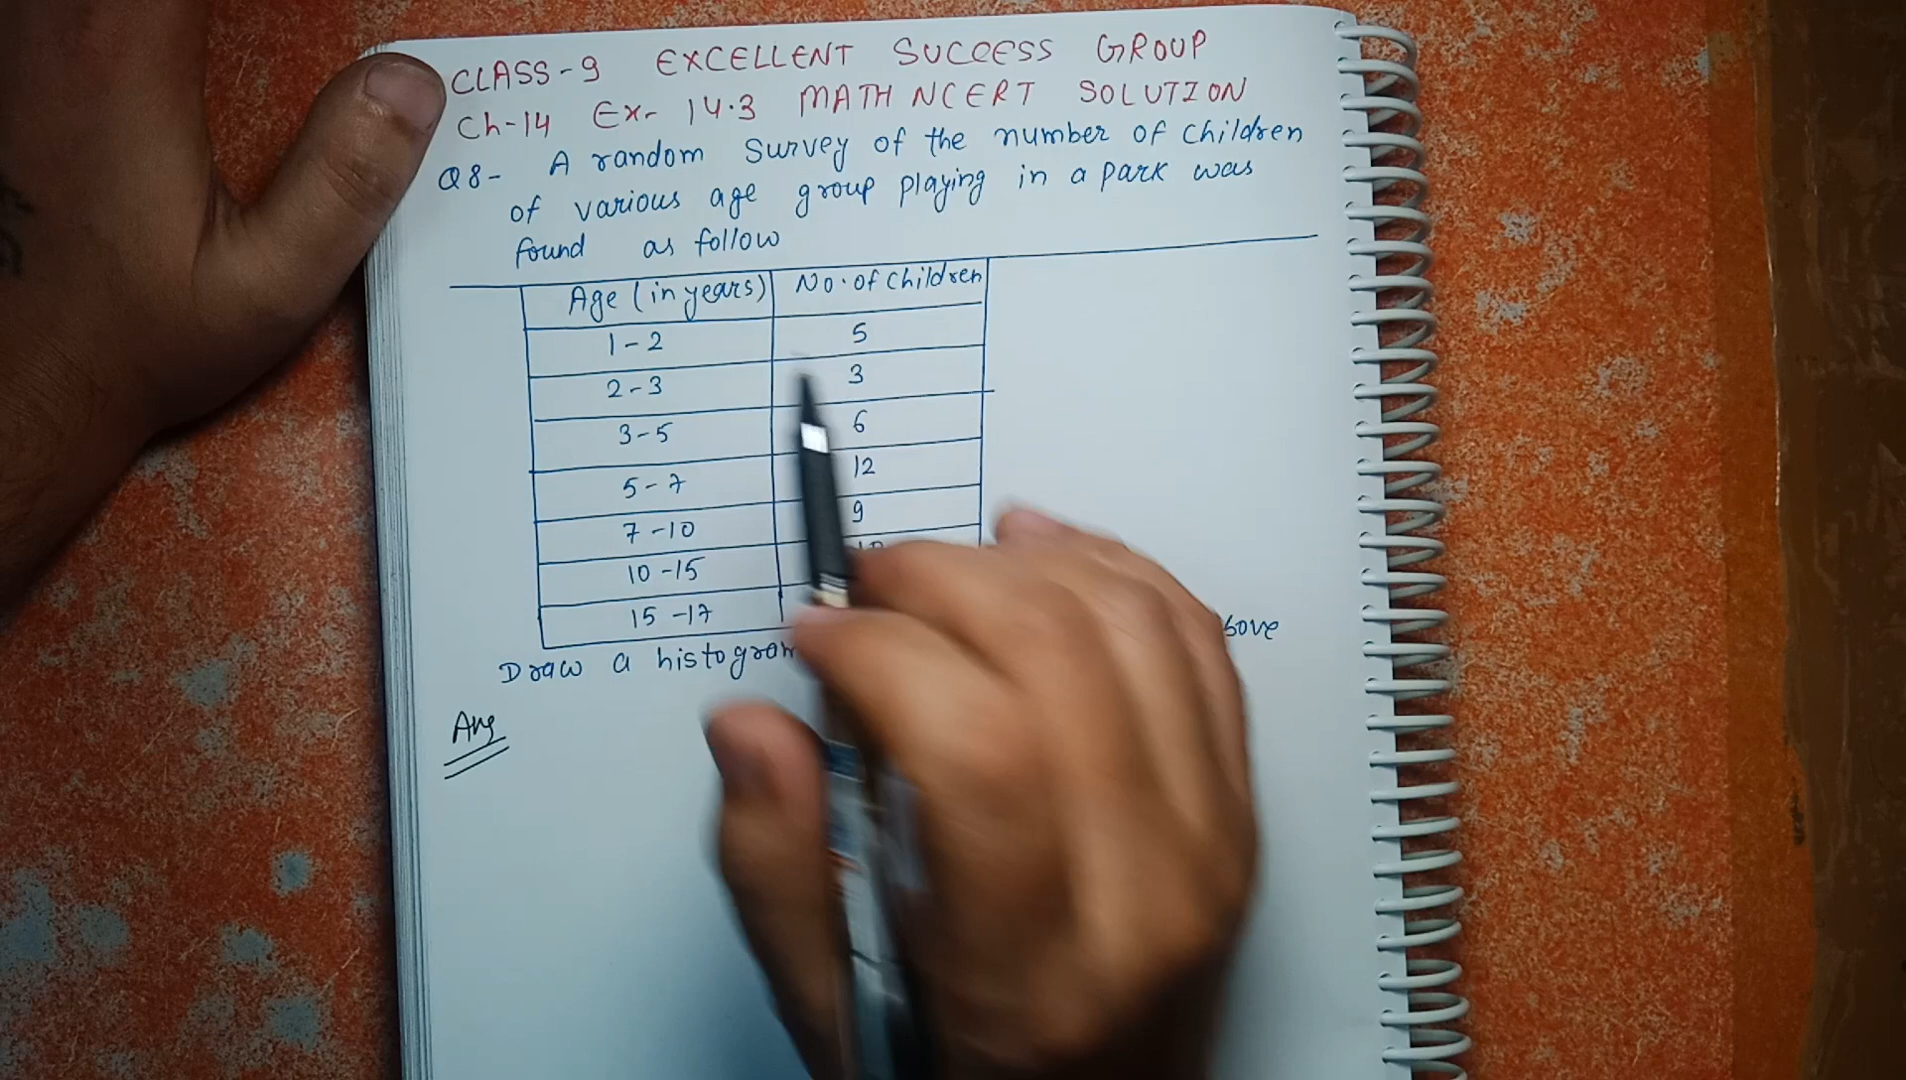 CLASS-9 EXCELLENT SUCCESS GROUP
Ch-14 Ex- 14.3 MATH NCERT SOLUTION
Q8- A random survey of the number of children
of various age group playing in a park was
found as follow
Age (in years) No. of children
1-2 5
2-3 3
3-5 6
5-7 12
7-10 9
10-15
15-17
Draw a histogram
Ans